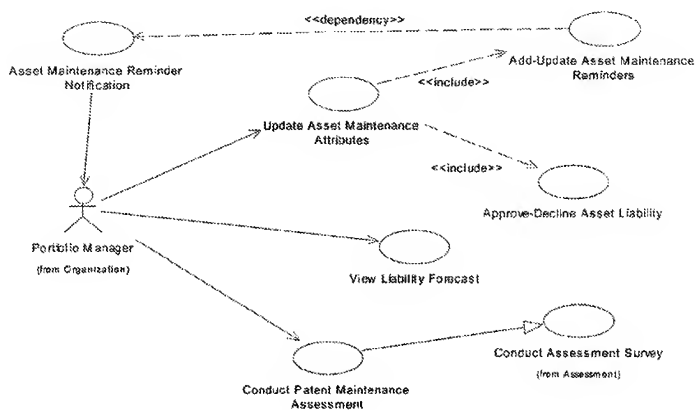 <<dependency>>
Asset Maintenance Reminder
Notification
Add-Update Asset Maintenance
Reminders
<<include>>
Update Asset Maintenance
Attributes
<<include>>
Approve-Decline Asset Liability
Portfolio Manager
(from Organization)
View Liability Forecast
Conduct Assessment Survey
(from Assessment)
Conduct Patent Maintenance
Assessment